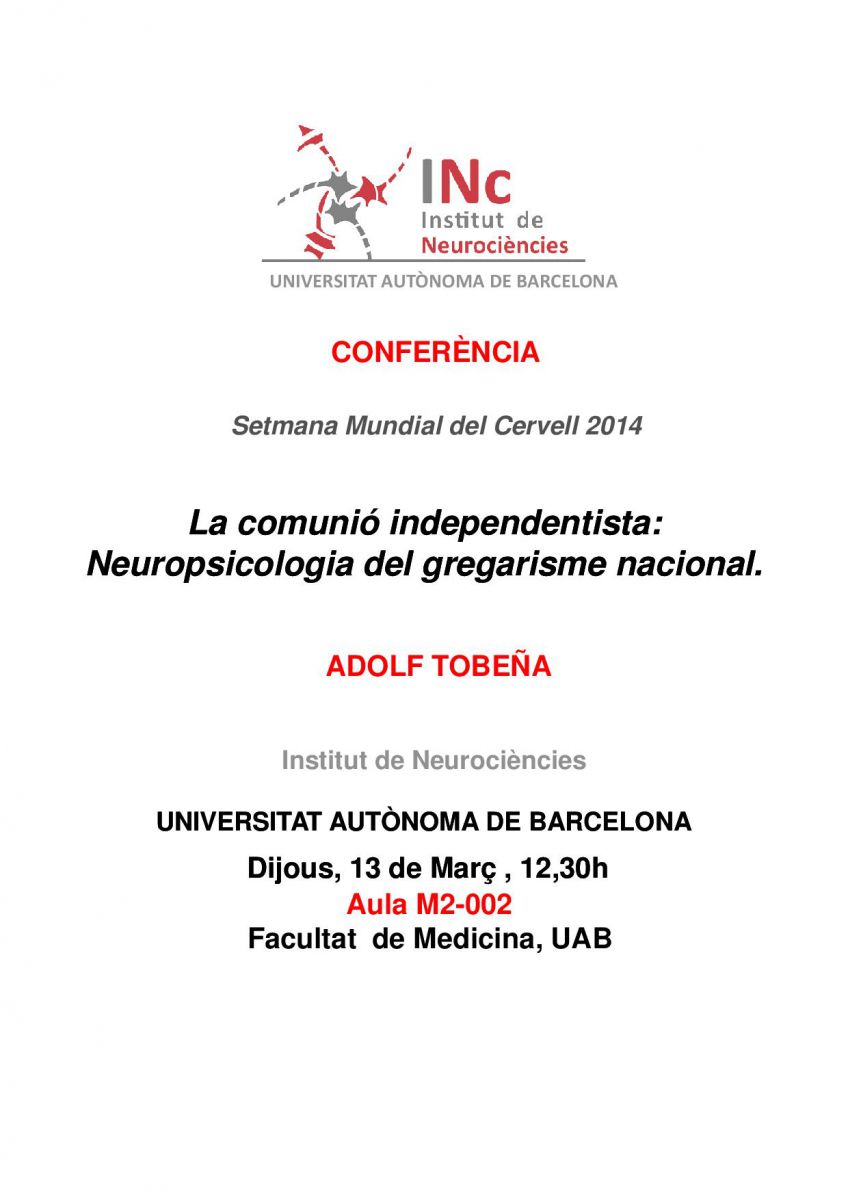 INc
Institut de
Neurociències
UNIVERSITAT AUTÒNOMA DE BARCELONA
CONFERÈNCIA
Setmana Mundial del Cervell 2014
La comunió independentista:
Neuropsicologia del gregarisme nacional.
ADOLF TOBEÑA
Institut de Neurociències
UNIVERSITAT AUTÒNOMA DE BARCELONA
Dijous, 13 de Març , 12,30h
Aula M2-002
Facultat  de Medicina, UAB